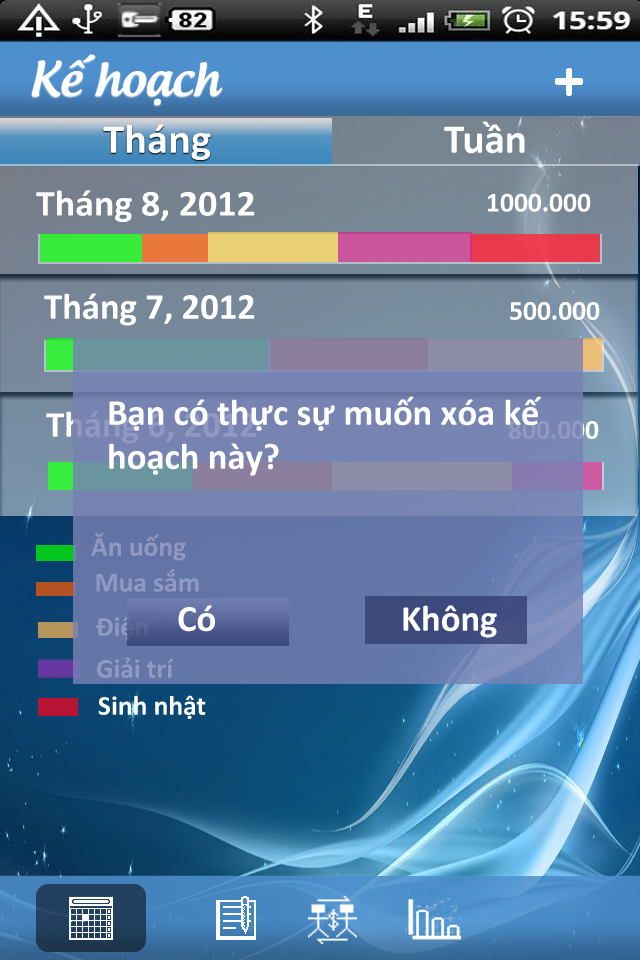 82 E 15:59
Kế hoạch +
Tháng Tuần
Tháng 8, 2012 1000.000
Tháng 7, 2012 500.000
Tháng 6, 2012 800.000
Bạn có thực sự muốn xóa kế
hoạch này?
Ăn uống
Mua sắm
Điện
Có Không
Giải trí
Sinh nhật